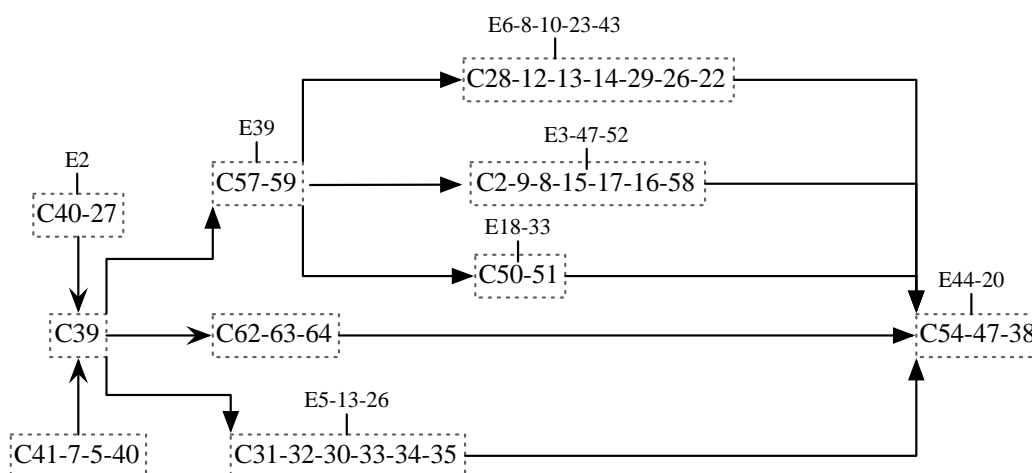 E6-8-10-23-43
C28-12-13-14-29-26-22
E39
E3-47-52
E2
C57-59
C2-9-8-15-17-16-58
C40-27
E18-33
C50-51
E44-20
C39
C62-63-64
C54-47-38
E5-13-26
C41-7-5-40
C31-32-30-33-34-35